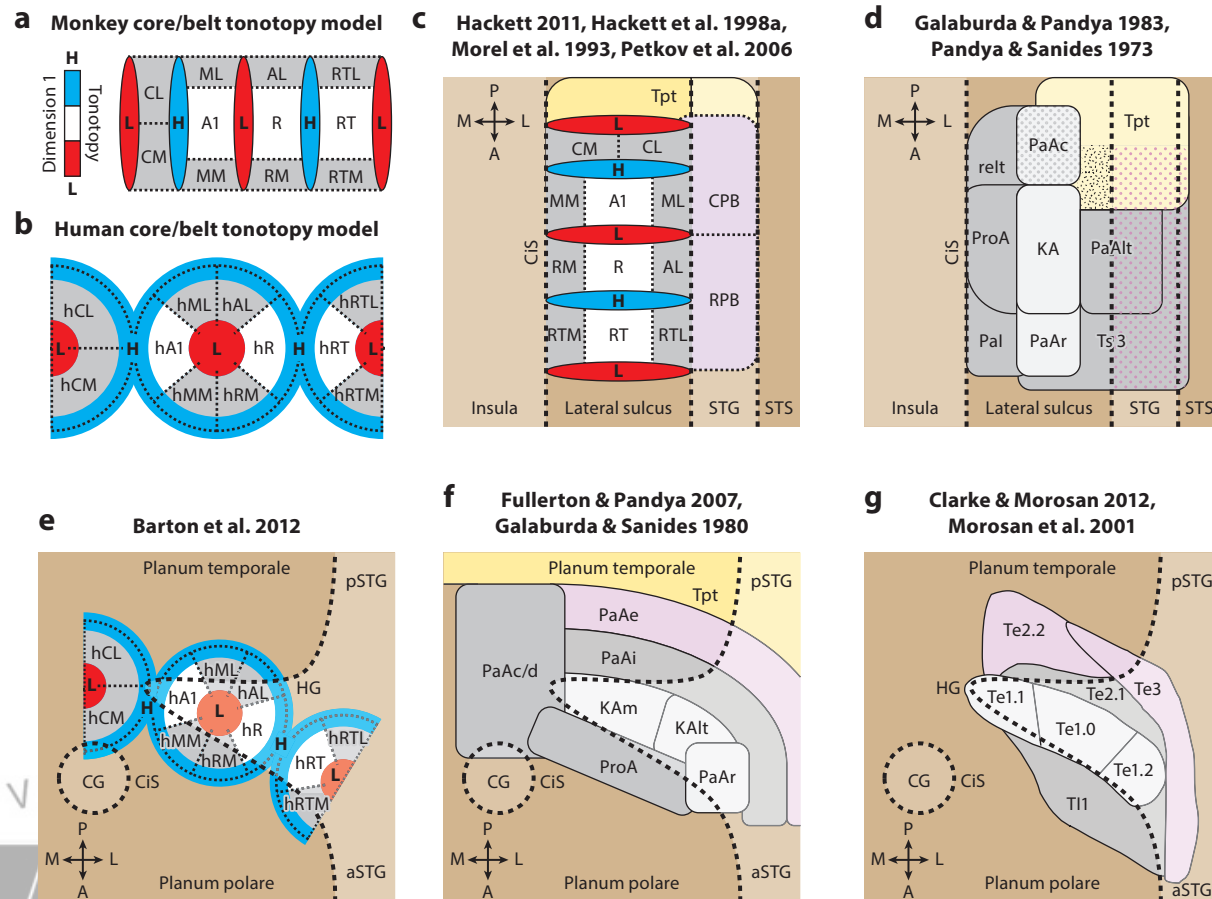 a Monkey core/belt tonotopy model
H
Dimension 1
Tonotopy
L
CL
CM
ML
AL
RTL
L
H
A1
L
R
H
RT
L
MM
RM
RTM
b Human core/belt tonotopy model
hCL
hML
hAL
hRTL
L
H
hA1
L
hR
H
hRT
L
hCM
hMM
hRM
hRTM
c Hackett 2011, Hackett et al. 1998a,
Morel et al. 1993, Petkov et al. 2006
P
M
L
A
Tpt
L
CM
CL
H
MM
A1
ML
CPB
L
CiS
RM
R
AL
H
RPB
RTM
RT
RTL
L
Insula
Lateral sulcus
STG
STS
d Galaburda & Pandya 1983,
Pandya & Sanides 1973
P
M
L
A
Tpt
PaAc
reIt
ProA
KA
PaAlt
CiS
PaI
PaAr
Ts3
Insula
Lateral sulcus
STG
STS
e Barton et al. 2012
Planum temporale
pSTG
hCL
hML
HG
L
hA1
hAL
hCM
H
L
hR
hMM
hRM
H
hRTL
hRT
L
hRTM
CG
CiS
P
M
L
A
Planum polare
aSTG
f Fullerton & Pandya 2007,
Galaburda & Sanides 1980
Planum temporale
pSTG
Tpt
PaAe
PaAc/d
PaAi
KAm
KAlt
ProA
PaAr
CG
CiS
P
M
L
A
Planum polare
aSTG
g Clarke & Morosan 2012,
Morosan et al. 2001
Planum temporale
pSTG
Te2.2
HG
Te1.1
Te2.1
Te3
Te1.0
Te1.2
TI1
CG
CiS
P
M
L
A
Planum polare
aSTG